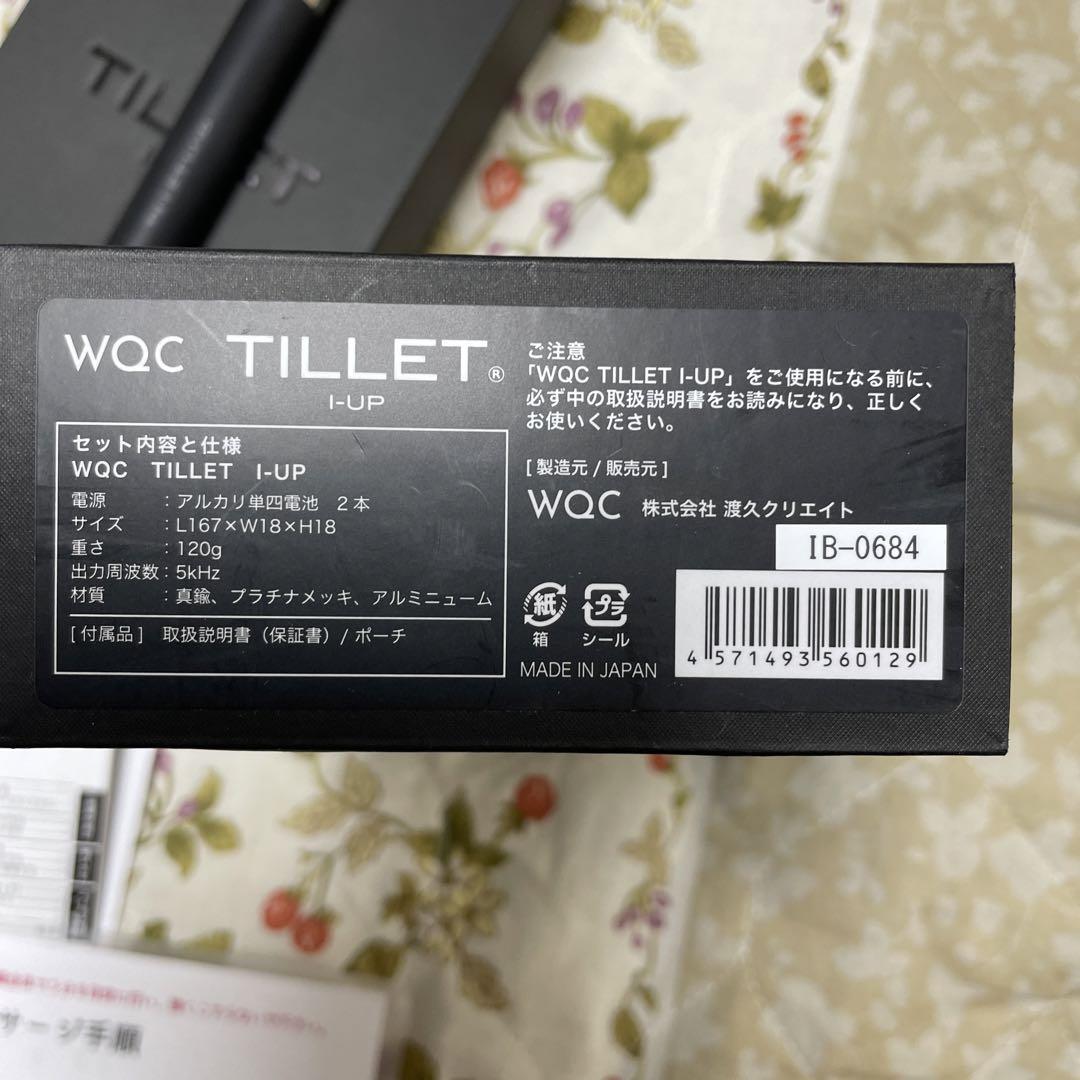 TILLET
WQC TILLET®
I-UP
セット内容と仕様
WQC TILLET I-UP
電源 ：アルカリ単四電池 2本
サイズ ：L167×W18×H18
重さ ：120g
出力周波数：5kHz
材質 ：真鍮、プラチナメッキ、アルミニューム
[付属品] 取扱説明書（保証書）/ ポーチ
ご注意
「WQC TILLET I-UP」をご使用になる前に、
必ず中の取扱説明書をお読みになり、正しく
お使いください。
[ 製造元 / 販売元 ]
WQC 株式会社 渡久クリエイト
IB-0684
紙 プラ
箱 シール
MADE IN JAPAN
4 571493 560129
サージ手順